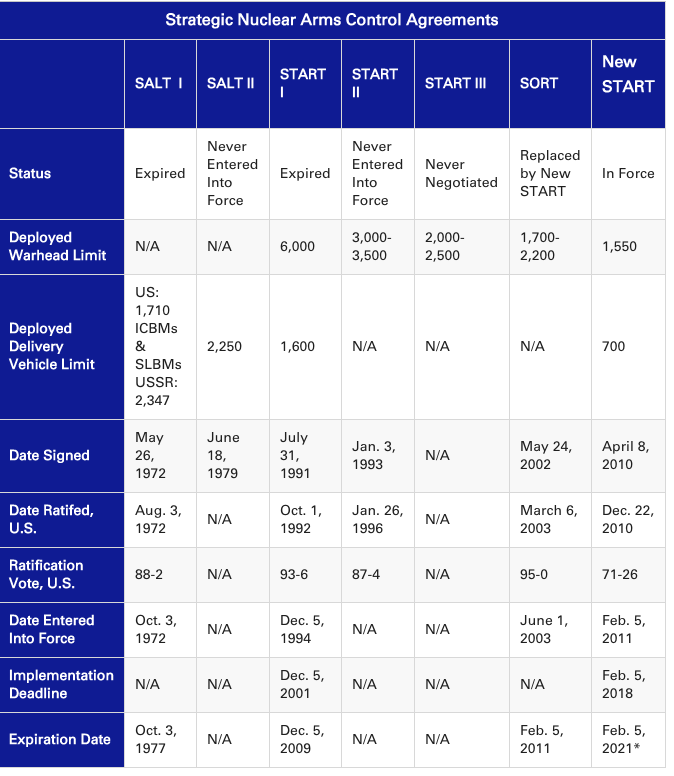 Strategic Nuclear Arms Control Agreements
SALT I SALT II START I START II START III SORT New START
Status Expired Never Entered Into Force Expired Never Entered Into Force Never Negotiated Replaced by New START In Force
Deployed Warhead Limit N/A N/A 6,000 3,000-3,500 2,000-2,500 1,700-2,200 1,550
Deployed Delivery Vehicle Limit US: 1,710 ICBMs & SLBMs USSR: 2,347 2,250 1,600 N/A N/A N/A 700
Date Signed May 26, 1972 June 18, 1979 July 31, 1991 Jan. 3, 1993 N/A May 24, 2002 April 8, 2010
Date Ratifed, U.S. Aug. 3, 1972 N/A Oct. 1, 1992 Jan. 26, 1996 N/A March 6, 2003 Dec. 22, 2010
Ratification Vote, U.S. 88-2 N/A 93-6 87-4 N/A 95-0 71-26
Date Entered Into Force Oct. 3, 1972 N/A Dec. 5, 1994 N/A N/A June 1, 2003 Feb. 5, 2011
Implementation Deadline N/A N/A Dec. 5, 2001 N/A N/A N/A Feb. 5, 2018
Expiration Date Oct. 3, 1977 N/A Dec. 5, 2009 N/A N/A Feb. 5, 2011 Feb. 5, 2021*